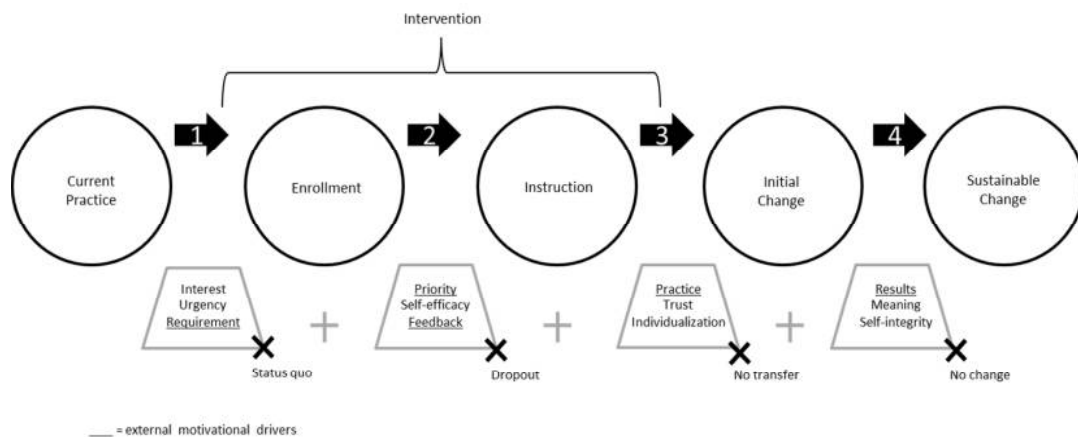 Intervention
1
2
3
4
Current
Practice
Enrollment
Instruction
Initial
Change
Sustainable
Change
Interest
Urgency
Requirement
Status quo
Priority
Self-efficacy
Feedback
Dropout
Practice
Trust
Individualization
No transfer
Results
Meaning
Self-integrity
No change
___ = external motivational drivers